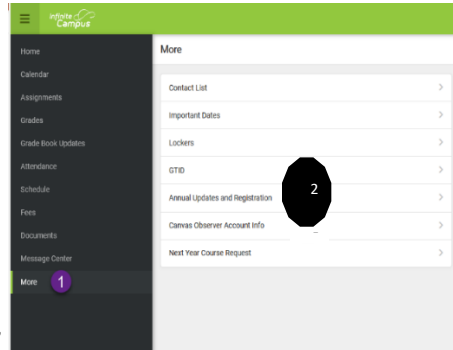 Infinite Campus
Home
Calendar
Assignments
Grades
Grade Book Updates
Attendance
Schedule
Fees
Documents
Message Center
More 1
More
Contact List
Important Dates
Lockers
GTID
2
Annual Updates and Registration
Canvas Observer Account Info
Next Year Course Request